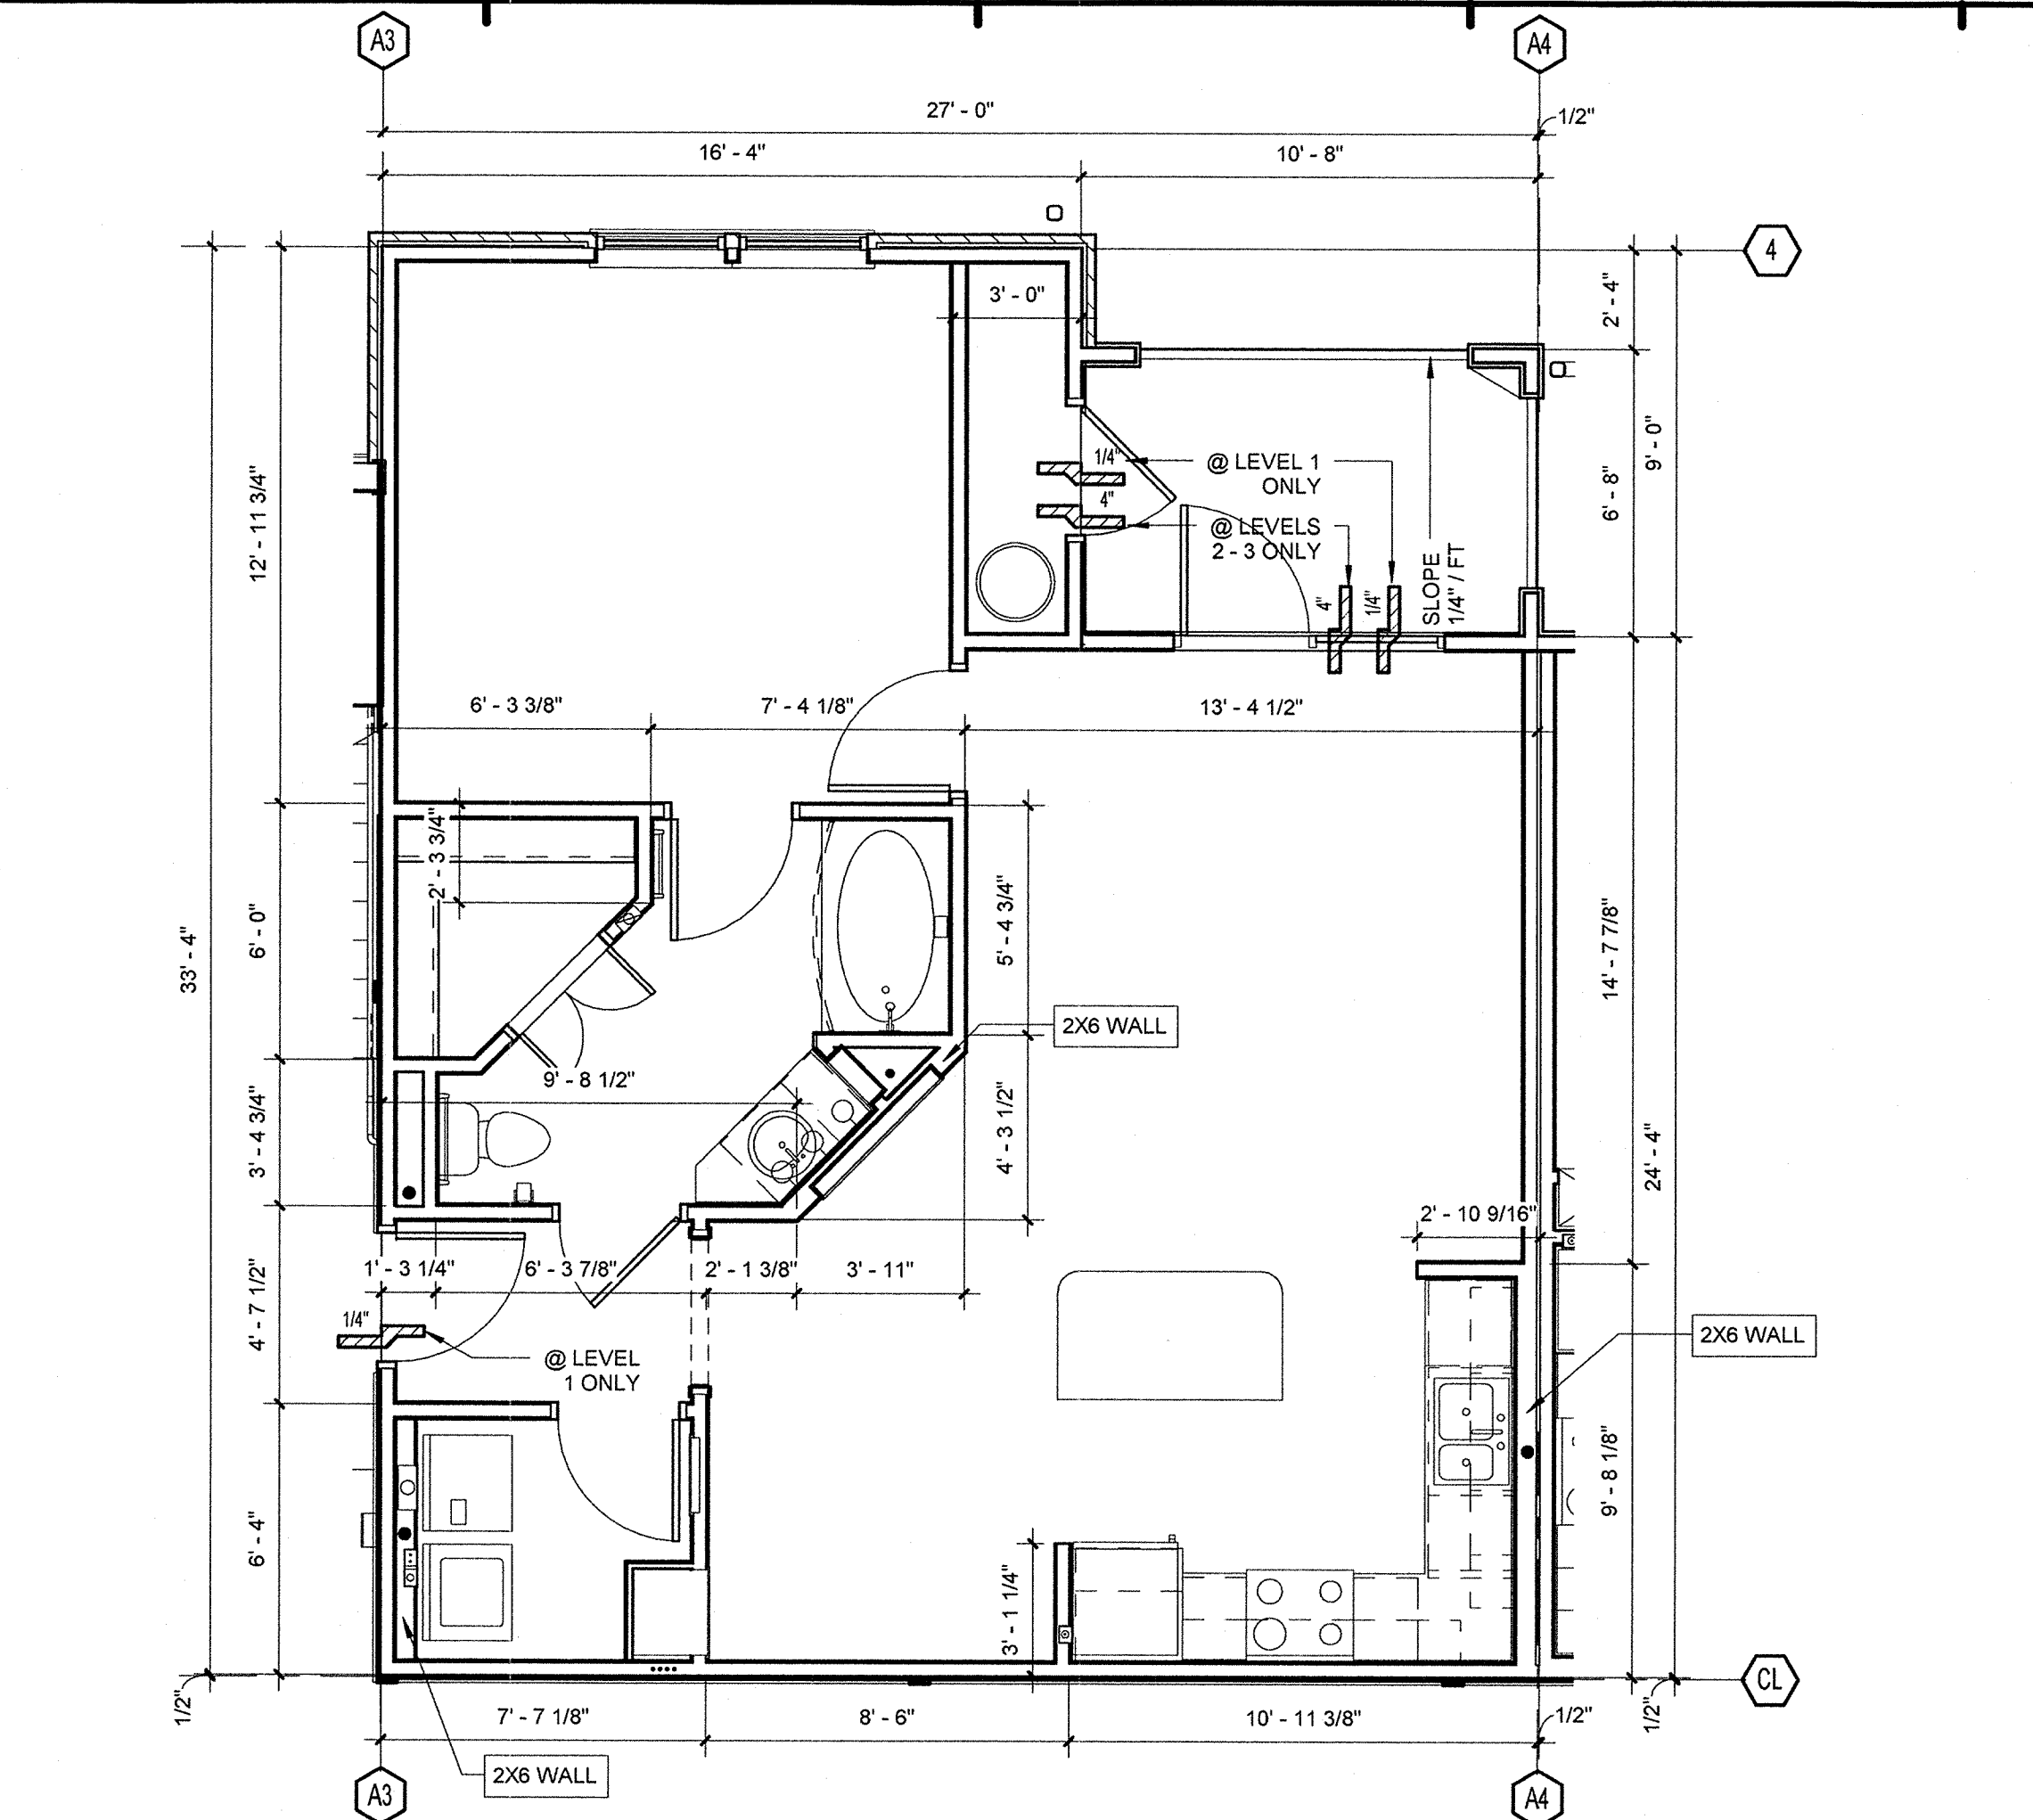 A3
A4
27' - 0"
1/2"
16' - 4"
10' - 8"
4
3' - 0"
2' - 4"
12' - 11 3/4"
1/4"
@ LEVEL 1
ONLY
4"
@ LEVELS
2 - 3 ONLY
SLOPE
1/4" / FT
6' - 8"
9' - 0"
4"
1/4"
6' - 3 3/8"
7' - 4 1/8"
13' - 4 1/2"
2' - 3 3/4"
33' - 4"
6' - 0"
5' - 4 3/4"
14' - 7 7/8"
2X6 WALL
9' - 8 1/2"
3' - 4 3/4"
4' - 3 1/2"
24' - 4"
2' - 10 9/16"
1' - 3 1/4"
6' - 3 7/8"
2' - 1 3/8"
3' - 11"
4' - 7 1/2"
1/4"
@ LEVEL
1 ONLY
2X6 WALL
9' - 8 1/8"
6' - 4"
3' - 1 1/4"
1/2"
7' - 7 1/8"
8' - 6"
10' - 11 3/8"
1/2"
1/2"
CL
2X6 WALL
A3
A4